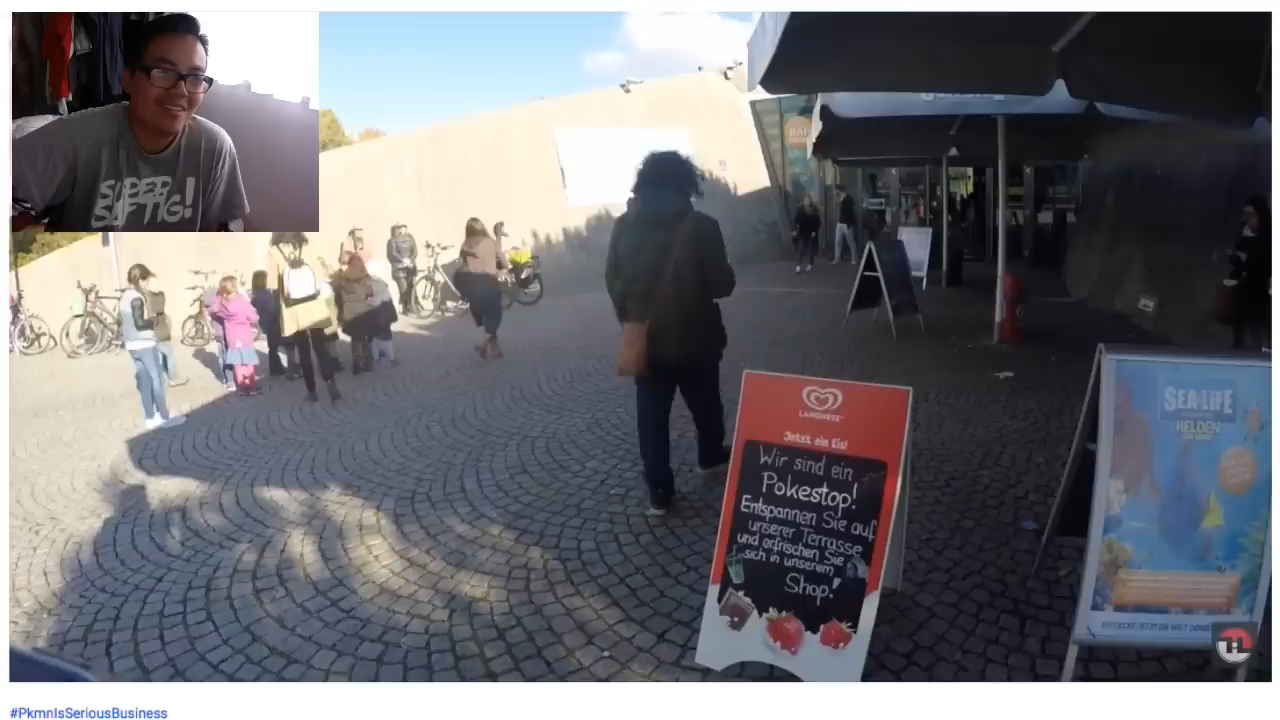 SUPER
SAFTIG!
LANGNESE
Jetzt ein Eis!
Wir sind ein
Pokestop!
Entspannen Sie auf
unserer Terrasse
und erfrischen Sie
sich in unserem
Shop!
SEA LIFE
HELDEN
#PkmnIsSeriousBusiness